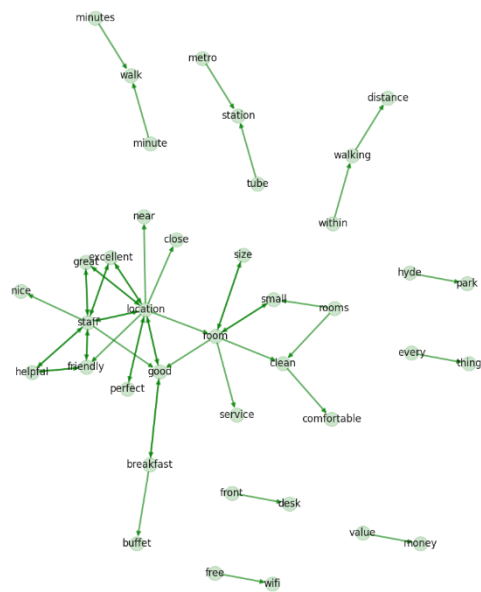 minutes
metro
walk
distance
station
minute
walking
tube
near
within
close
size
excellent
great
hyde
park
nice
small
location
rooms
staff
room
every
thing
clean
friendly
helpful
good
perfect
service
comfortable
breakfast
front
desk
value
money
buffet
free
wifi